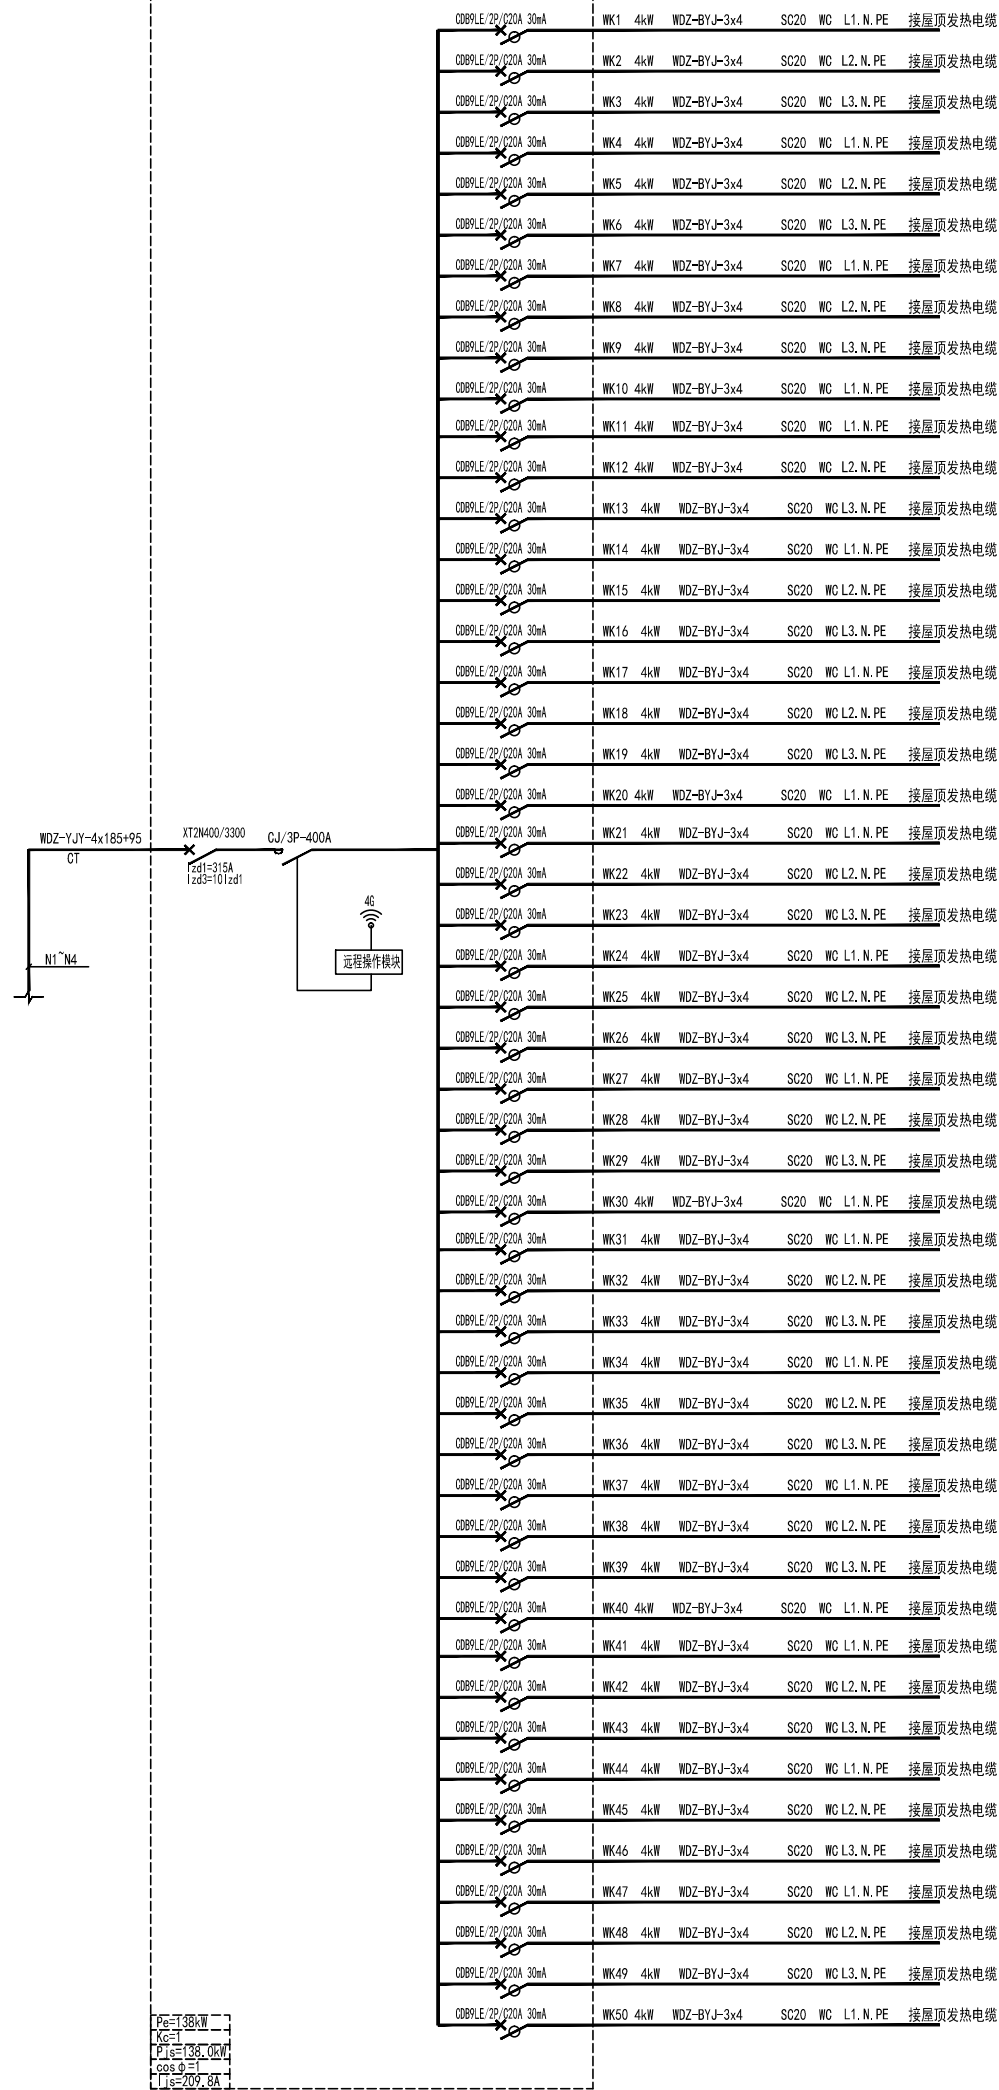 CDB9LE/2P/C20A 30mA WK1 4kW WDZ-BYJ-3x4 SC20 WC L1.N.PE 接屋顶发热电缆
CDB9LE/2P/C20A 30mA WK2 4kW WDZ-BYJ-3x4 SC20 WC L2.N.PE 接屋顶发热电缆
CDB9LE/2P/C20A 30mA WK3 4kW WDZ-BYJ-3x4 SC20 WC L3.N.PE 接屋顶发热电缆
CDB9LE/2P/C20A 30mA WK4 4kW WDZ-BYJ-3x4 SC20 WC L1.N.PE 接屋顶发热电缆
CDB9LE/2P/C20A 30mA WK5 4kW WDZ-BYJ-3x4 SC20 WC L2.N.PE 接屋顶发热电缆
CDB9LE/2P/C20A 30mA WK6 4kW WDZ-BYJ-3x4 SC20 WC L3.N.PE 接屋顶发热电缆
CDB9LE/2P/C20A 30mA WK7 4kW WDZ-BYJ-3x4 SC20 WC L1.N.PE 接屋顶发热电缆
CDB9LE/2P/C20A 30mA WK8 4kW WDZ-BYJ-3x4 SC20 WC L2.N.PE 接屋顶发热电缆
CDB9LE/2P/C20A 30mA WK9 4kW WDZ-BYJ-3x4 SC20 WC L3.N.PE 接屋顶发热电缆
CDB9LE/2P/C20A 30mA WK10 4kW WDZ-BYJ-3x4 SC20 WC L1.N.PE 接屋顶发热电缆
CDB9LE/2P/C20A 30mA WK11 4kW WDZ-BYJ-3x4 SC20 WC L1.N.PE 接屋顶发热电缆
CDB9LE/2P/C20A 30mA WK12 4kW WDZ-BYJ-3x4 SC20 WC L2.N.PE 接屋顶发热电缆
CDB9LE/2P/C20A 30mA WK13 4kW WDZ-BYJ-3x4 SC20 WC L3.N.PE 接屋顶发热电缆
CDB9LE/2P/C20A 30mA WK14 4kW WDZ-BYJ-3x4 SC20 WC L1.N.PE 接屋顶发热电缆
CDB9LE/2P/C20A 30mA WK15 4kW WDZ-BYJ-3x4 SC20 WC L2.N.PE 接屋顶发热电缆
CDB9LE/2P/C20A 30mA WK16 4kW WDZ-BYJ-3x4 SC20 WC L3.N.PE 接屋顶发热电缆
CDB9LE/2P/C20A 30mA WK17 4kW WDZ-BYJ-3x4 SC20 WC L1.N.PE 接屋顶发热电缆
CDB9LE/2P/C20A 30mA WK18 4kW WDZ-BYJ-3x4 SC20 WC L2.N.PE 接屋顶发热电缆
CDB9LE/2P/C20A 30mA WK19 4kW WDZ-BYJ-3x4 SC20 WC L3.N.PE 接屋顶发热电缆
CDB9LE/2P/C20A 30mA WK20 4kW WDZ-BYJ-3x4 SC20 WC L1.N.PE 接屋顶发热电缆
CDB9LE/2P/C20A 30mA WK21 4kW WDZ-BYJ-3x4 SC20 WC L1.N.PE 接屋顶发热电缆
WDZ-YJY-4x185+95 XT2N400/3300 CJ/3P-400A
CT
Izd1=315A
Izd3=10Izd1
CDB9LE/2P/C20A 30mA WK22 4kW WDZ-BYJ-3x4 SC20 WC L2.N.PE 接屋顶发热电缆
4G
CDB9LE/2P/C20A 30mA WK23 4kW WDZ-BYJ-3x4 SC20 WC L3.N.PE 接屋顶发热电缆
N1~N4
远程操作模块
CDB9LE/2P/C20A 30mA WK24 4kW WDZ-BYJ-3x4 SC20 WC L1.N.PE 接屋顶发热电缆
CDB9LE/2P/C20A 30mA WK25 4kW WDZ-BYJ-3x4 SC20 WC L2.N.PE 接屋顶发热电缆
CDB9LE/2P/C20A 30mA WK26 4kW WDZ-BYJ-3x4 SC20 WC L3.N.PE 接屋顶发热电缆
CDB9LE/2P/C20A 30mA WK27 4kW WDZ-BYJ-3x4 SC20 WC L1.N.PE 接屋顶发热电缆
CDB9LE/2P/C20A 30mA WK28 4kW WDZ-BYJ-3x4 SC20 WC L2.N.PE 接屋顶发热电缆
CDB9LE/2P/C20A 30mA WK29 4kW WDZ-BYJ-3x4 SC20 WC L3.N.PE 接屋顶发热电缆
CDB9LE/2P/C20A 30mA WK30 4kW WDZ-BYJ-3x4 SC20 WC L1.N.PE 接屋顶发热电缆
CDB9LE/2P/C20A 30mA WK31 4kW WDZ-BYJ-3x4 SC20 WC L1.N.PE 接屋顶发热电缆
CDB9LE/2P/C20A 30mA WK32 4kW WDZ-BYJ-3x4 SC20 WC L2.N.PE 接屋顶发热电缆
CDB9LE/2P/C20A 30mA WK33 4kW WDZ-BYJ-3x4 SC20 WC L3.N.PE 接屋顶发热电缆
CDB9LE/2P/C20A 30mA WK34 4kW WDZ-BYJ-3x4 SC20 WC L1.N.PE 接屋顶发热电缆
CDB9LE/2P/C20A 30mA WK35 4kW WDZ-BYJ-3x4 SC20 WC L2.N.PE 接屋顶发热电缆
CDB9LE/2P/C20A 30mA WK36 4kW WDZ-BYJ-3x4 SC20 WC L3.N.PE 接屋顶发热电缆
CDB9LE/2P/C20A 30mA WK37 4kW WDZ-BYJ-3x4 SC20 WC L1.N.PE 接屋顶发热电缆
CDB9LE/2P/C20A 30mA WK38 4kW WDZ-BYJ-3x4 SC20 WC L2.N.PE 接屋顶发热电缆
CDB9LE/2P/C20A 30mA WK39 4kW WDZ-BYJ-3x4 SC20 WC L3.N.PE 接屋顶发热电缆
CDB9LE/2P/C20A 30mA WK40 4kW WDZ-BYJ-3x4 SC20 WC L1.N.PE 接屋顶发热电缆
CDB9LE/2P/C20A 30mA WK41 4kW WDZ-BYJ-3x4 SC20 WC L1.N.PE 接屋顶发热电缆
CDB9LE/2P/C20A 30mA WK42 4kW WDZ-BYJ-3x4 SC20 WC L2.N.PE 接屋顶发热电缆
CDB9LE/2P/C20A 30mA WK43 4kW WDZ-BYJ-3x4 SC20 WC L3.N.PE 接屋顶发热电缆
CDB9LE/2P/C20A 30mA WK44 4kW WDZ-BYJ-3x4 SC20 WC L1.N.PE 接屋顶发热电缆
CDB9LE/2P/C20A 30mA WK45 4kW WDZ-BYJ-3x4 SC20 WC L2.N.PE 接屋顶发热电缆
CDB9LE/2P/C20A 30mA WK46 4kW WDZ-BYJ-3x4 SC20 WC L3.N.PE 接屋顶发热电缆
CDB9LE/2P/C20A 30mA WK47 4kW WDZ-BYJ-3x4 SC20 WC L1.N.PE 接屋顶发热电缆
CDB9LE/2P/C20A 30mA WK48 4kW WDZ-BYJ-3x4 SC20 WC L2.N.PE 接屋顶发热电缆
CDB9LE/2P/C20A 30mA WK49 4kW WDZ-BYJ-3x4 SC20 WC L3.N.PE 接屋顶发热电缆
CDB9LE/2P/C20A 30mA WK50 4kW WDZ-BYJ-3x4 SC20 WC L1.N.PE 接屋顶发热电缆
Pe=138kW
Kc=1
Pjs=138.0kW
cosφ=1
Ijs=209.8A